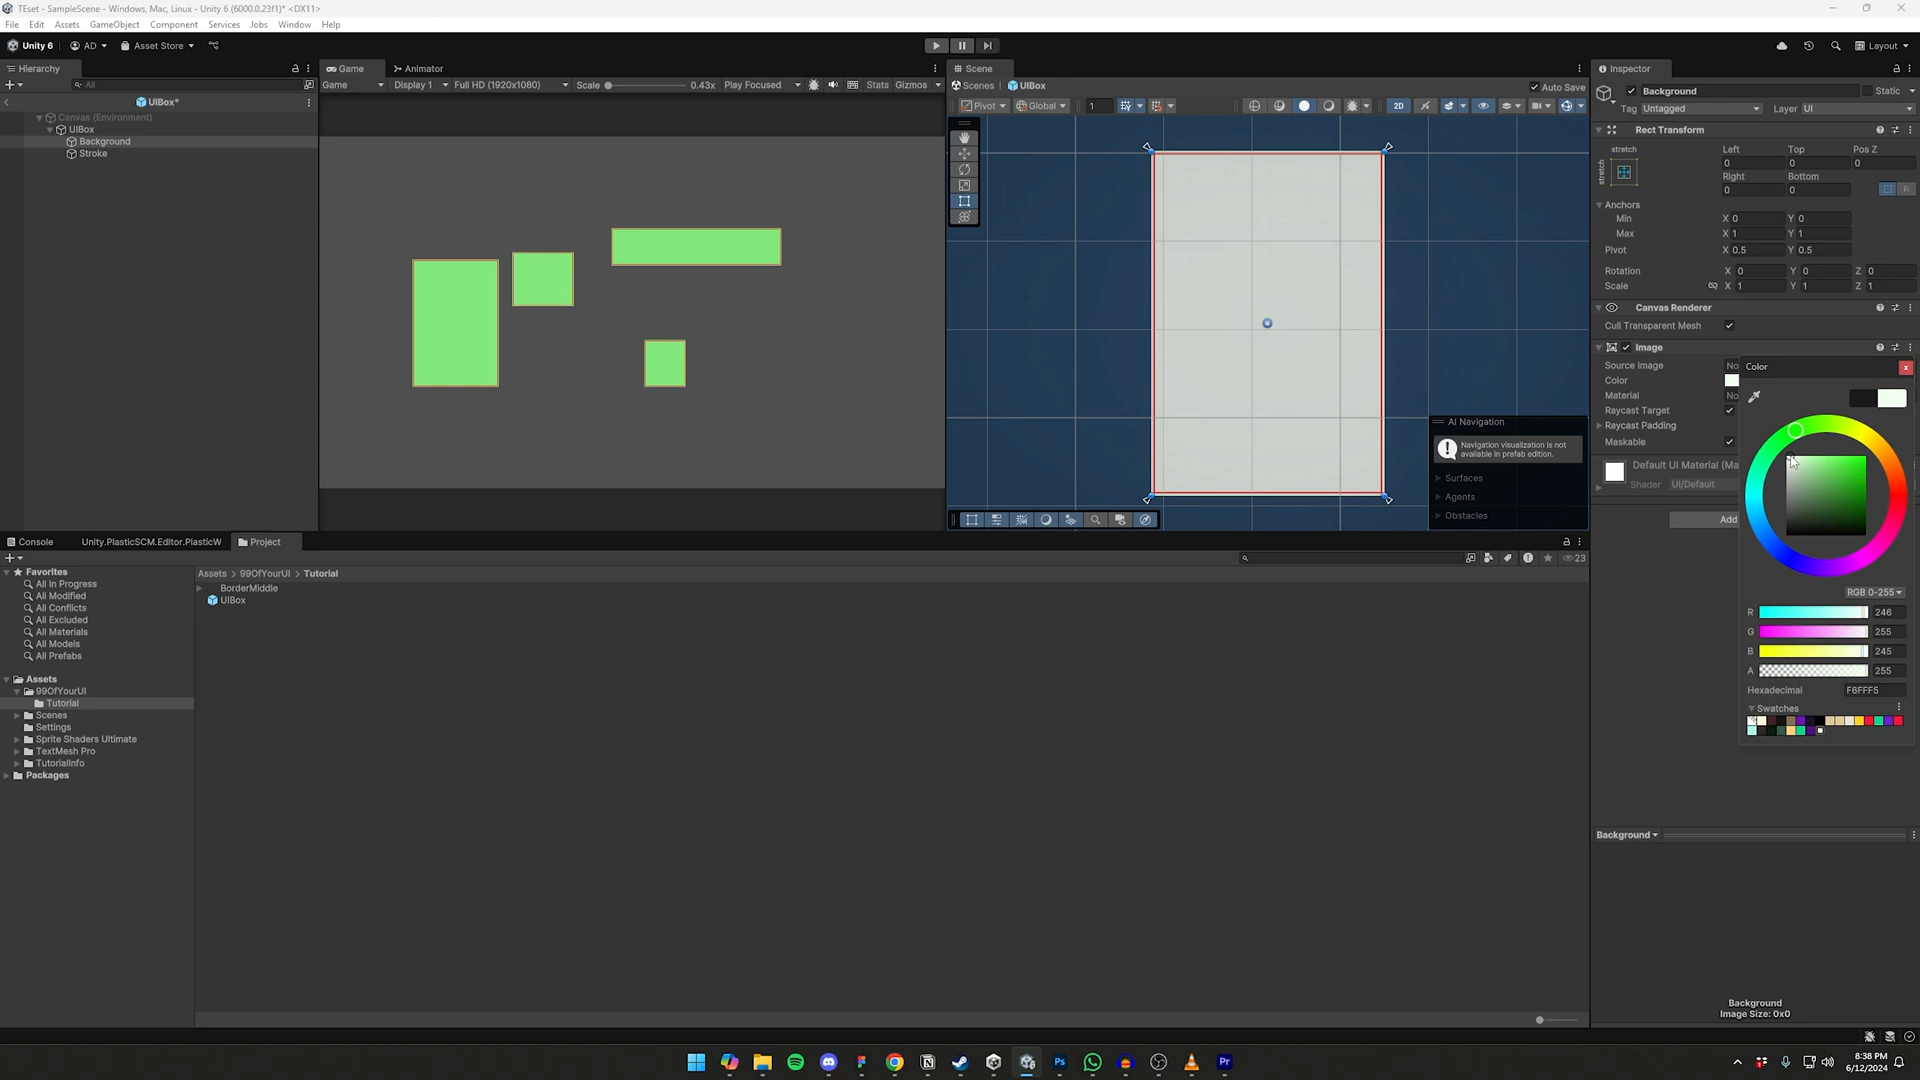 TEset - SampleScene - Windows, Mac, Linux - Unity 6 (6000.0.23f1)* <DX11>
File Edit Assets GameObject Component Services Jobs Window Help
Unity 6 AD Asset Store Layout
Hierarchy
All
UIBox*
Canvas (Environment)
UIBox
Background
Stroke
Game Animator
Game Display 1 Full HD (1920x1080) Scale 0.43x Play Focused Stats Gizmos
Scene
Scenes UIBox Auto Save
Pivot Global 1 2D
AI Navigation
Navigation visualization is not
available in prefab edition.
Surfaces
Agents
Obstacles
Inspector
Background Static
Tag Untagged Layer UI
Rect Transform
stretch Left Top Pos Z
stretch 0 0 0
Right Bottom
0 0 R
Anchors
Min X 0 Y 0
Max X 1 Y 1
Pivot X 0.5 Y 0.5
Rotation X 0 Y 0 Z 0
Scale X 1 Y 1 Z 1
Canvas Renderer
Cull Transparent Mesh
Image
Source Image No
Color
Material No
Raycast Target
Raycast Padding
Maskable
Default UI Material (Ma
Shader UI/Default
Add
Color
RGB 0-255
R 246
G 255
B 245
A 255
Hexadecimal F6FFF5
Swatches
Background
Background
Image Size: 0x0
Console Unity.PlasticSCM.Editor.PlasticW Project
23
Favorites
All In Progress
All Modified
All Conflicts
All Excluded
All Materials
All Models
All Prefabs
Assets
99OfYourUI
Tutorial
Scenes
Settings
Sprite Shaders Ultimate
TextMesh Pro
TutorialInfo
Packages
Assets > 99OfYourUI > Tutorial
BorderMiddle
UIBox
Ps
Pr
8:38 PM
6/12/2024